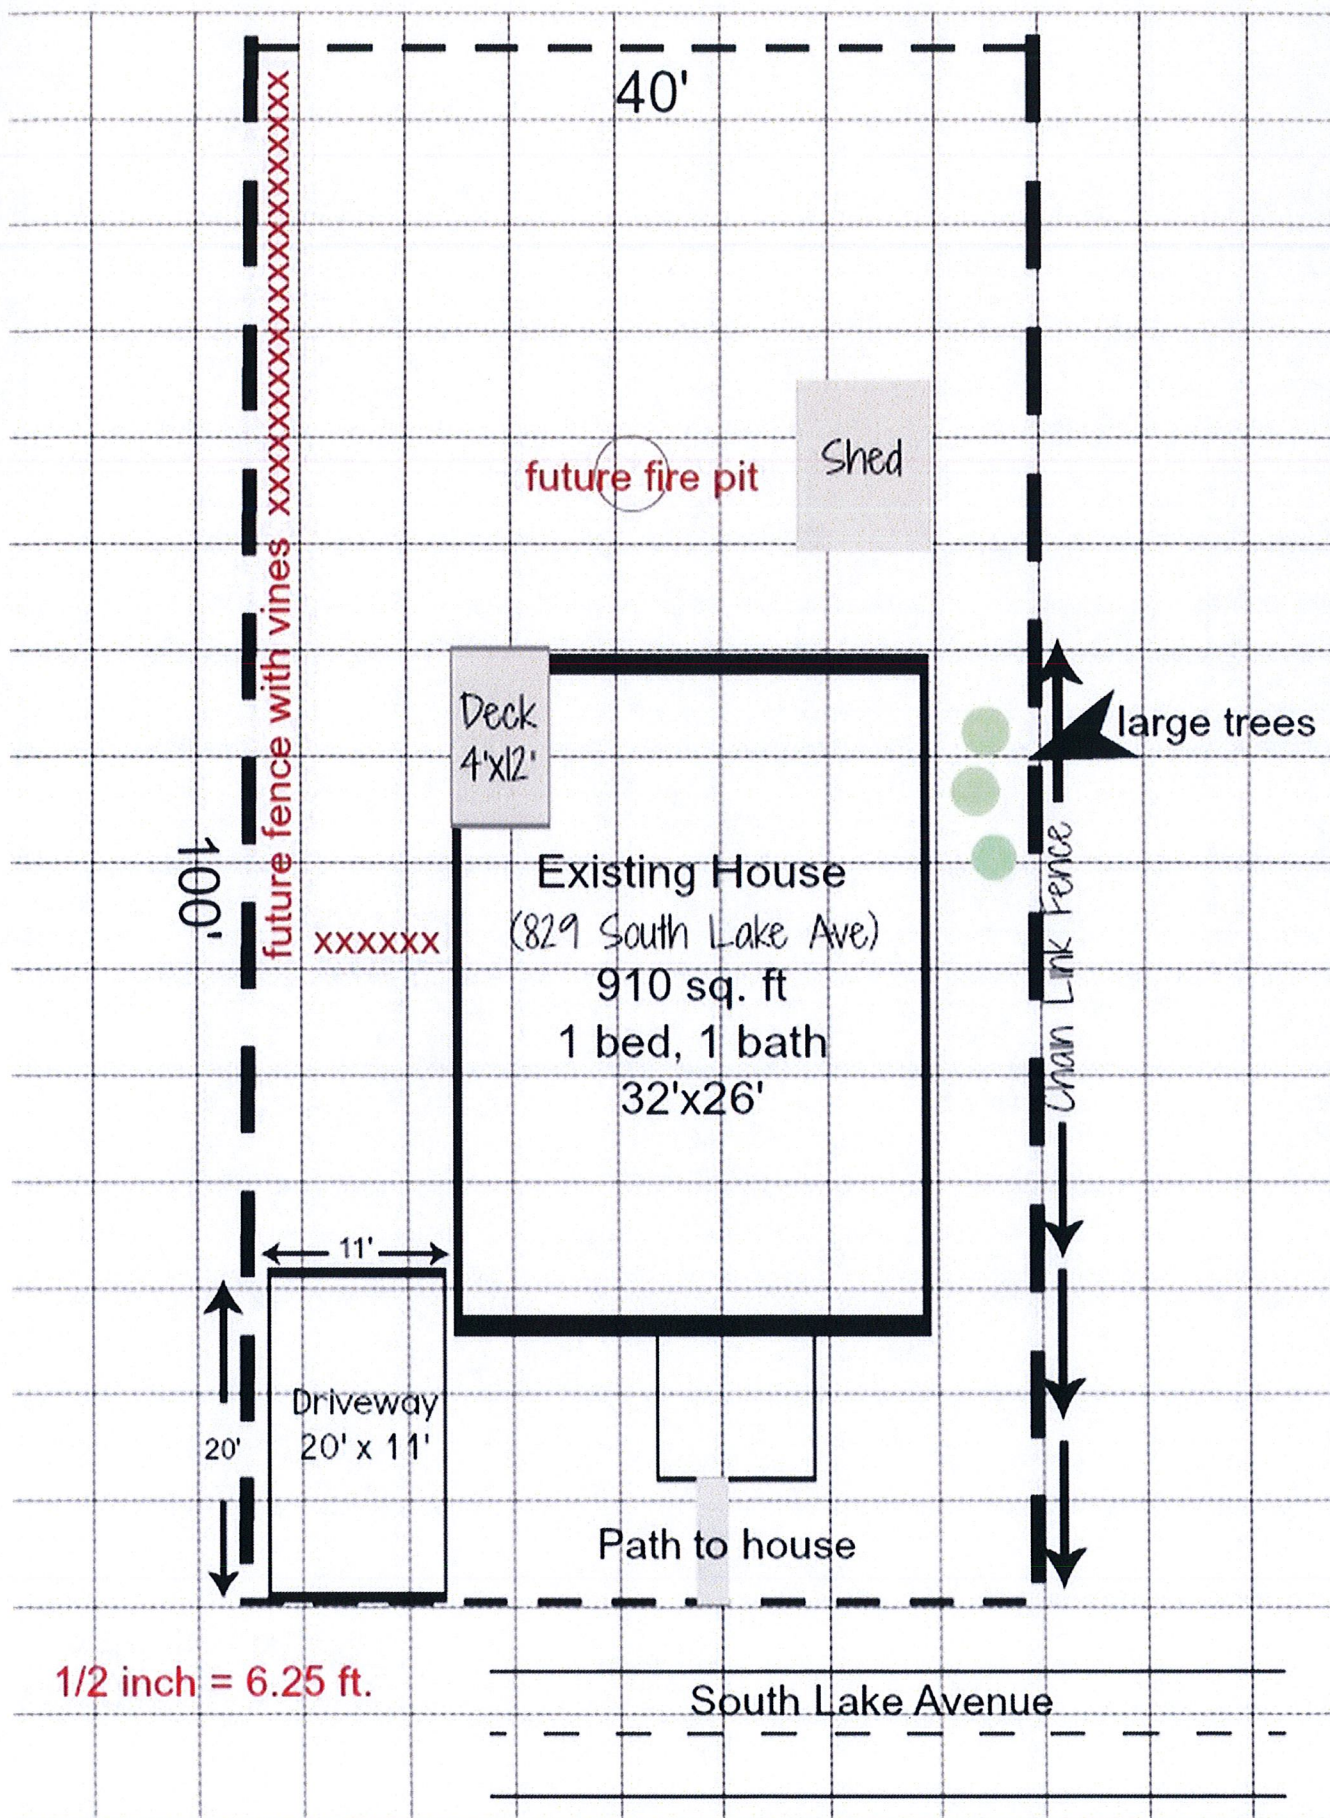 40'
xxxxxxxxxxxxxxxxxxxxxxxxx
future fire pit
Shed
future fence with vines
Deck
4'x12'
large trees
100'
Existing House
(829 South Lake Ave)
910 sq. ft
1 bed, 1 bath
32'x26'
xxxxxx
Chan Link Fence
11'
Driveway
20' x 11'
20'
Path to house
1/2 inch = 6.25 ft.
South Lake Avenue